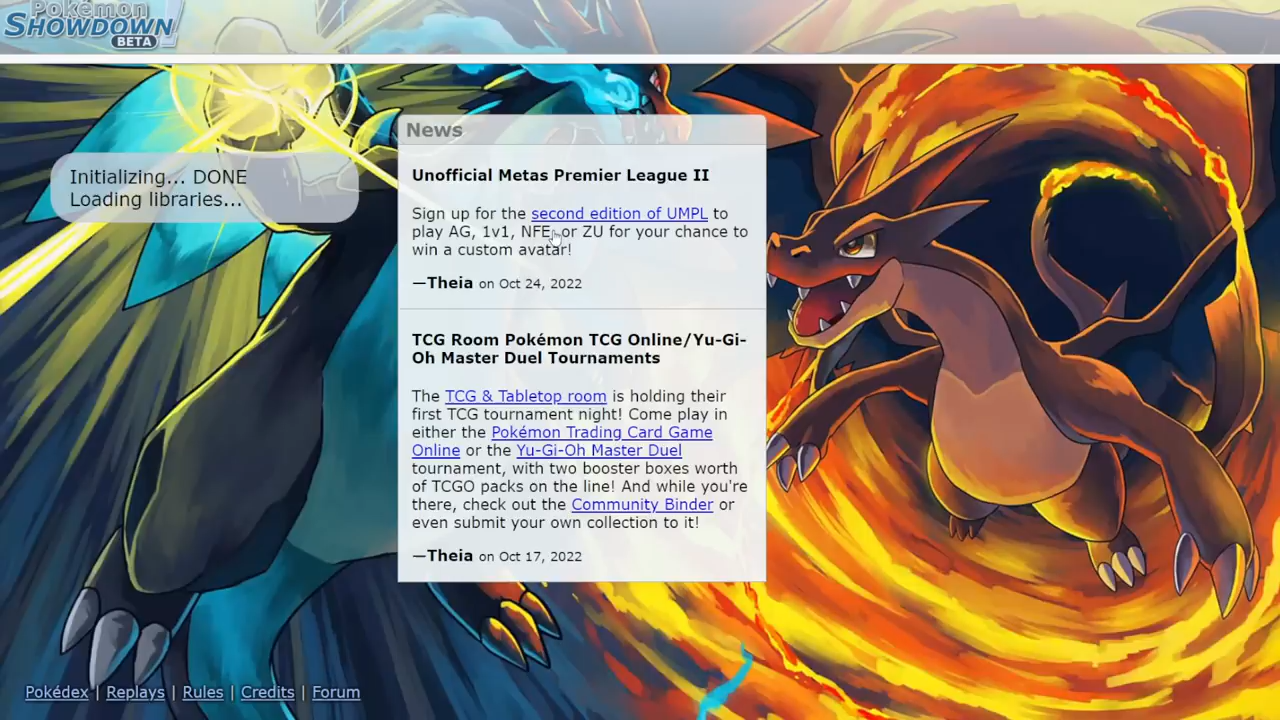 Pokémon
SHOWDOWN
BETA
Initializing... DONE
Loading libraries...
News
Unofficial Metas Premier League II
Sign up for the second edition of UMPL to
play AG, 1v1, NFE, or ZU for your chance to
win a custom avatar!
—Theia on Oct 24, 2022
TCG Room Pokémon TCG Online/Yu-Gi-
Oh Master Duel Tournaments
The TCG & Tabletop room is holding their
first TCG tournament night! Come play in
either the Pokémon Trading Card Game
Online or the Yu-Gi-Oh Master Duel
tournament, with two booster boxes worth
of TCGO packs on the line! And while you're
there, check out the Community Binder or
even submit your own collection to it!
—Theia on Oct 17, 2022
Pokédex | Replays | Rules | Credits | Forum